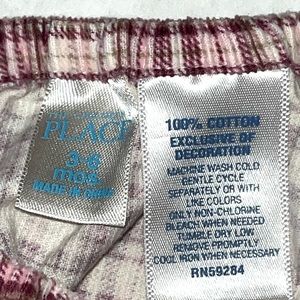 PLACE
3-6
mos.
MADE IN
100% COTTON
EXCLUSIVE OF
DECORATION
MACHINE WASH COLD
GENTLE CYCLE
SEPARATELY OR WITH
LIKE COLORS
ONLY NON-CHLORINE
BLEACH WHEN NEEDED
TUMBLE DRY LOW
REMOVE PROMPTLY
COOL IRON WHEN NECESSARY
RN59284